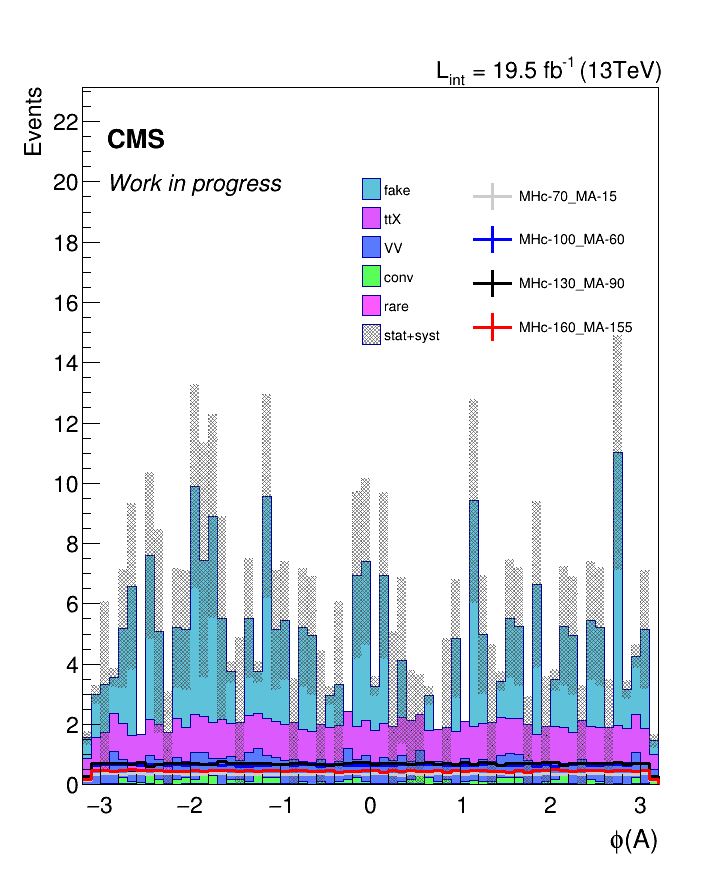 L_int = 19.5 fb^-1 (13TeV)
Events
22
20
18
16
14
12
10
8
6
4
2
0
CMS
Work in progress
fake
ttX
VV
conv
rare
stat+syst
MHc-70_MA-15
MHc-100_MA-60
MHc-130_MA-90
MHc-160_MA-155
−3 −2 −1 0 1 2 3
ϕ(A)